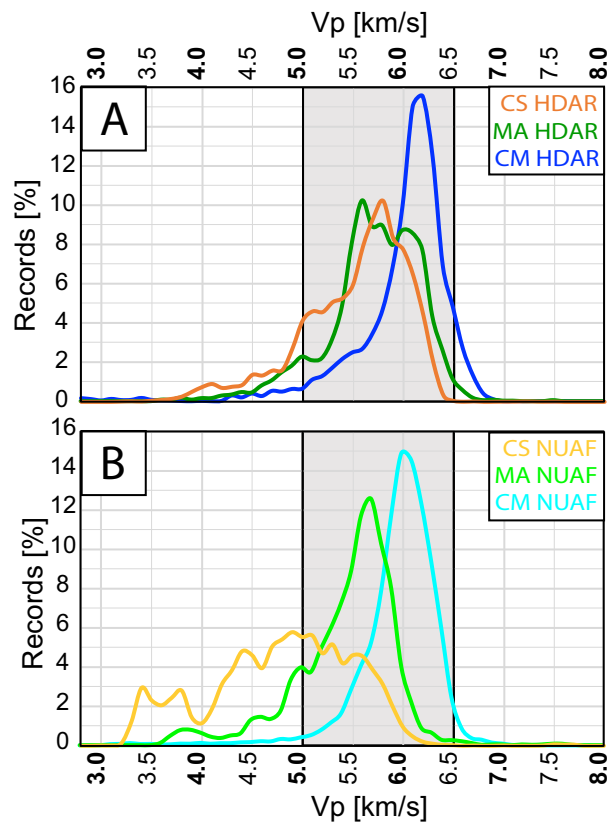 Vp [km/s]
3.0 3.5 4.0 4.5 5.0 5.5 6.0 6.5 7.0 7.5 8.0
16
14
12
10
8
6
4
2
0
Records [%]
A
CS HDAR
MA HDAR
CM HDAR
16
14
12
10
8
6
4
2
0
Records [%]
B
CS NUAF
MA NUAF
CM NUAF
3.0 3.5 4.0 4.5 5.0 5.5 6.0 6.5 7.0 7.5 8.0
Vp [km/s]